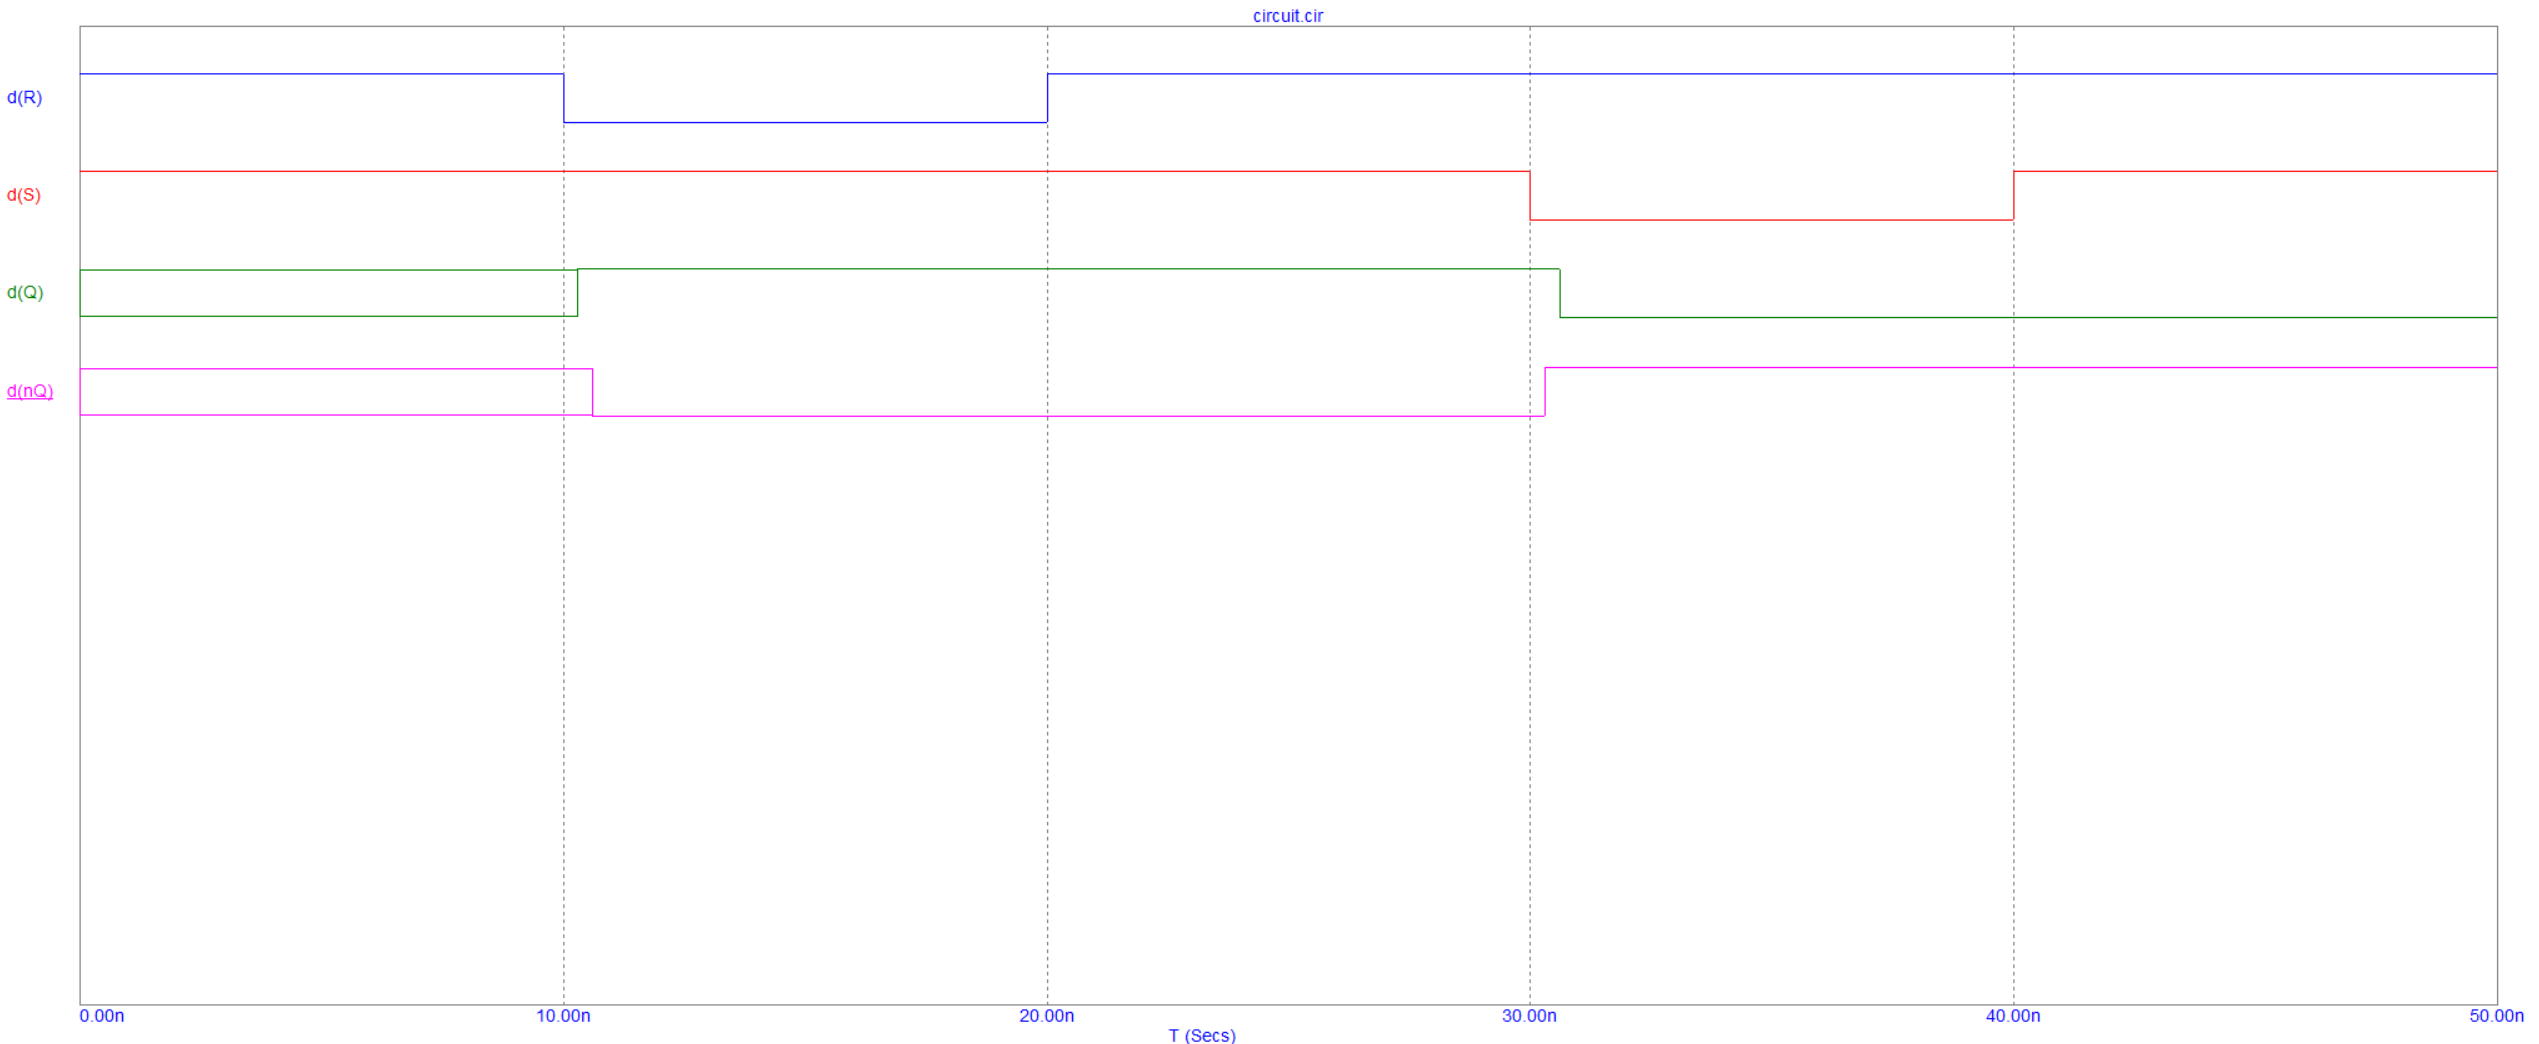 circuit.cir
d(R)
d(S)
d(Q)
d(nQ)
0.00n 10.00n 20.00n 30.00n 40.00n 50.00n
T (Secs)